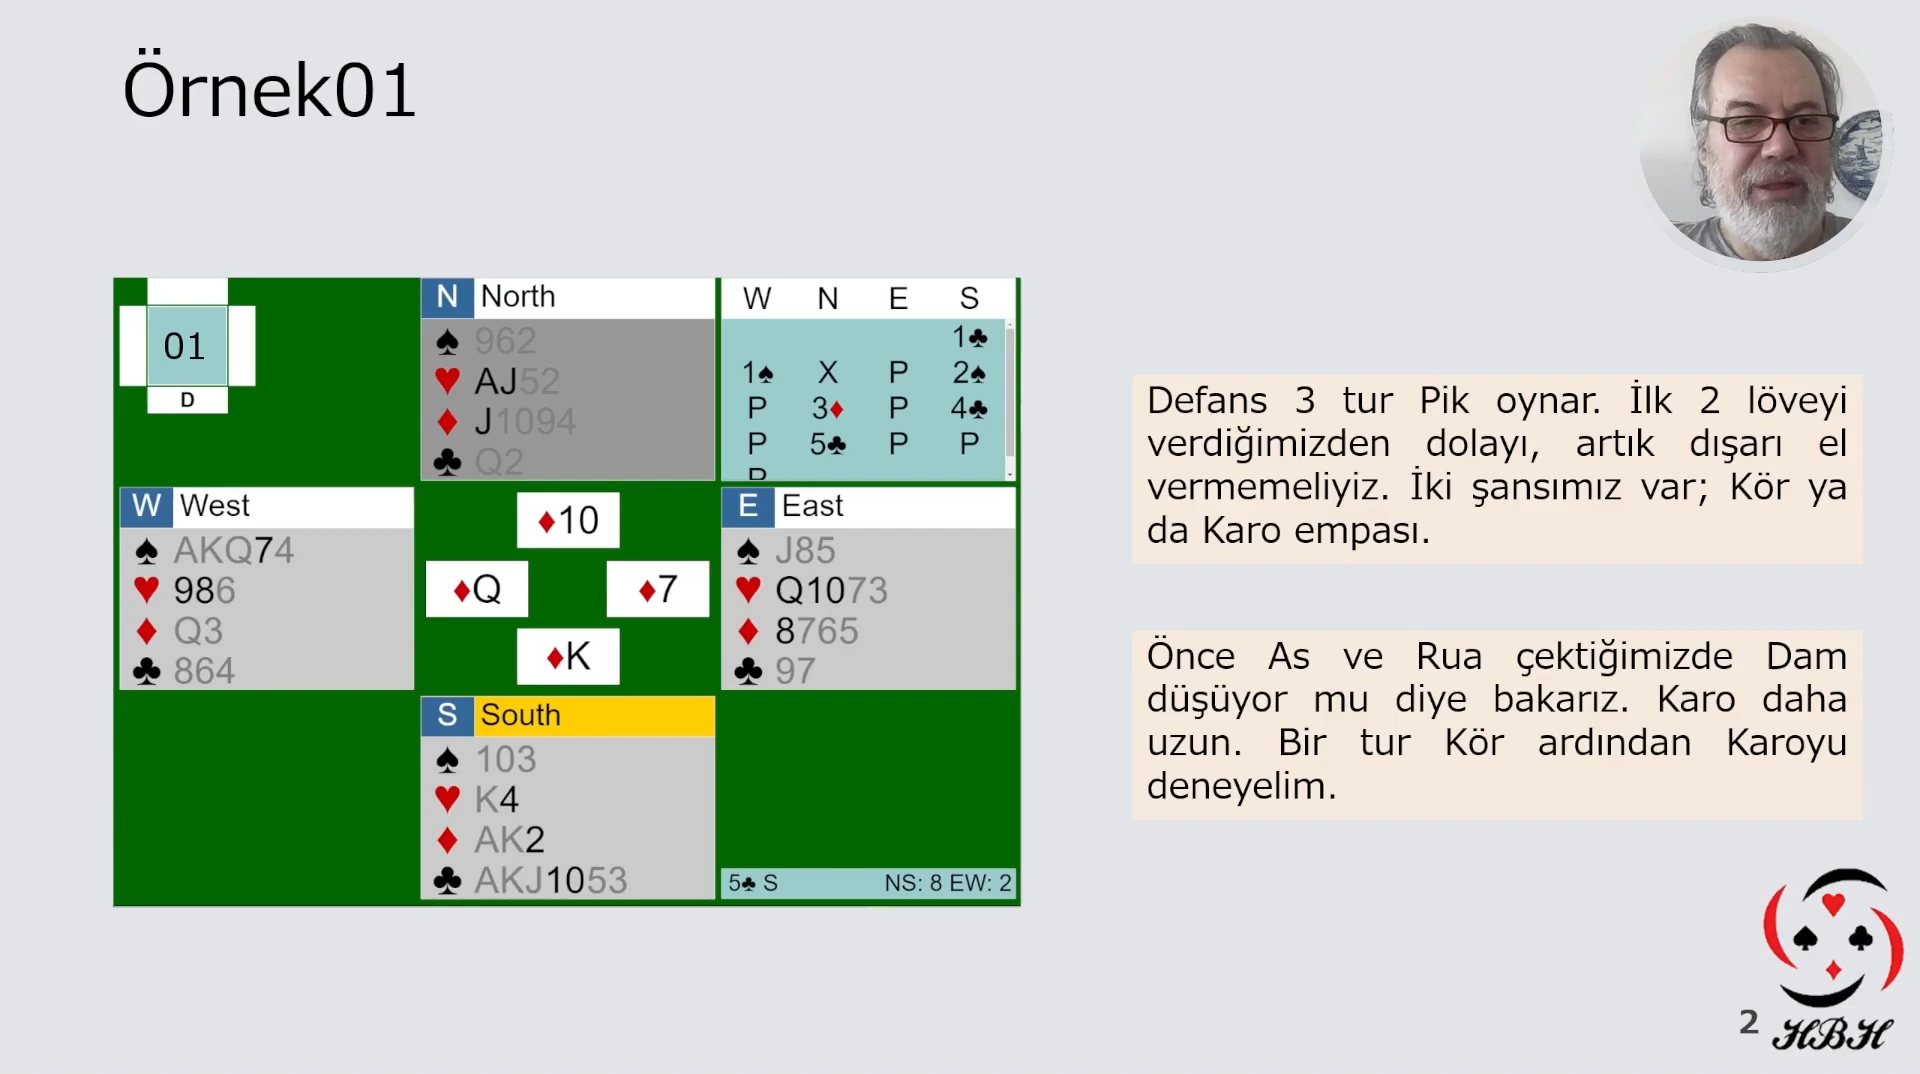 Örnek01
01
D
N North
♠ 962
♥ AJ52
♦ J1094
♣ Q2
W N E S
1♣
1♠ X P 2♠
P 3♦ P 4♣
P 5♣ P P
P
W West
♠ AKQ74
♥ 986
♦ Q3
♣ 864
♦10
♦Q
♦7
♦K
E East
♠ J85
♥ Q1073
♦ 8765
♣ 97
S South
♠ 103
♥ K4
♦ AK2
♣ AKJ1053
5♣ S NS: 8 EW: 2
Defans 3 tur Pik oynar. İlk 2 löveyi
verdiğimizden dolayı, artık dışarı el
vermemeliyiz. İki şansımız var; Kör ya
da Karo empası.
Önce As ve Rua çektiğimizde Dam
düşüyor mu diye bakarız. Karo daha
uzun. Bir tur Kör ardından Karoyu
deneyelim.
2
HBH